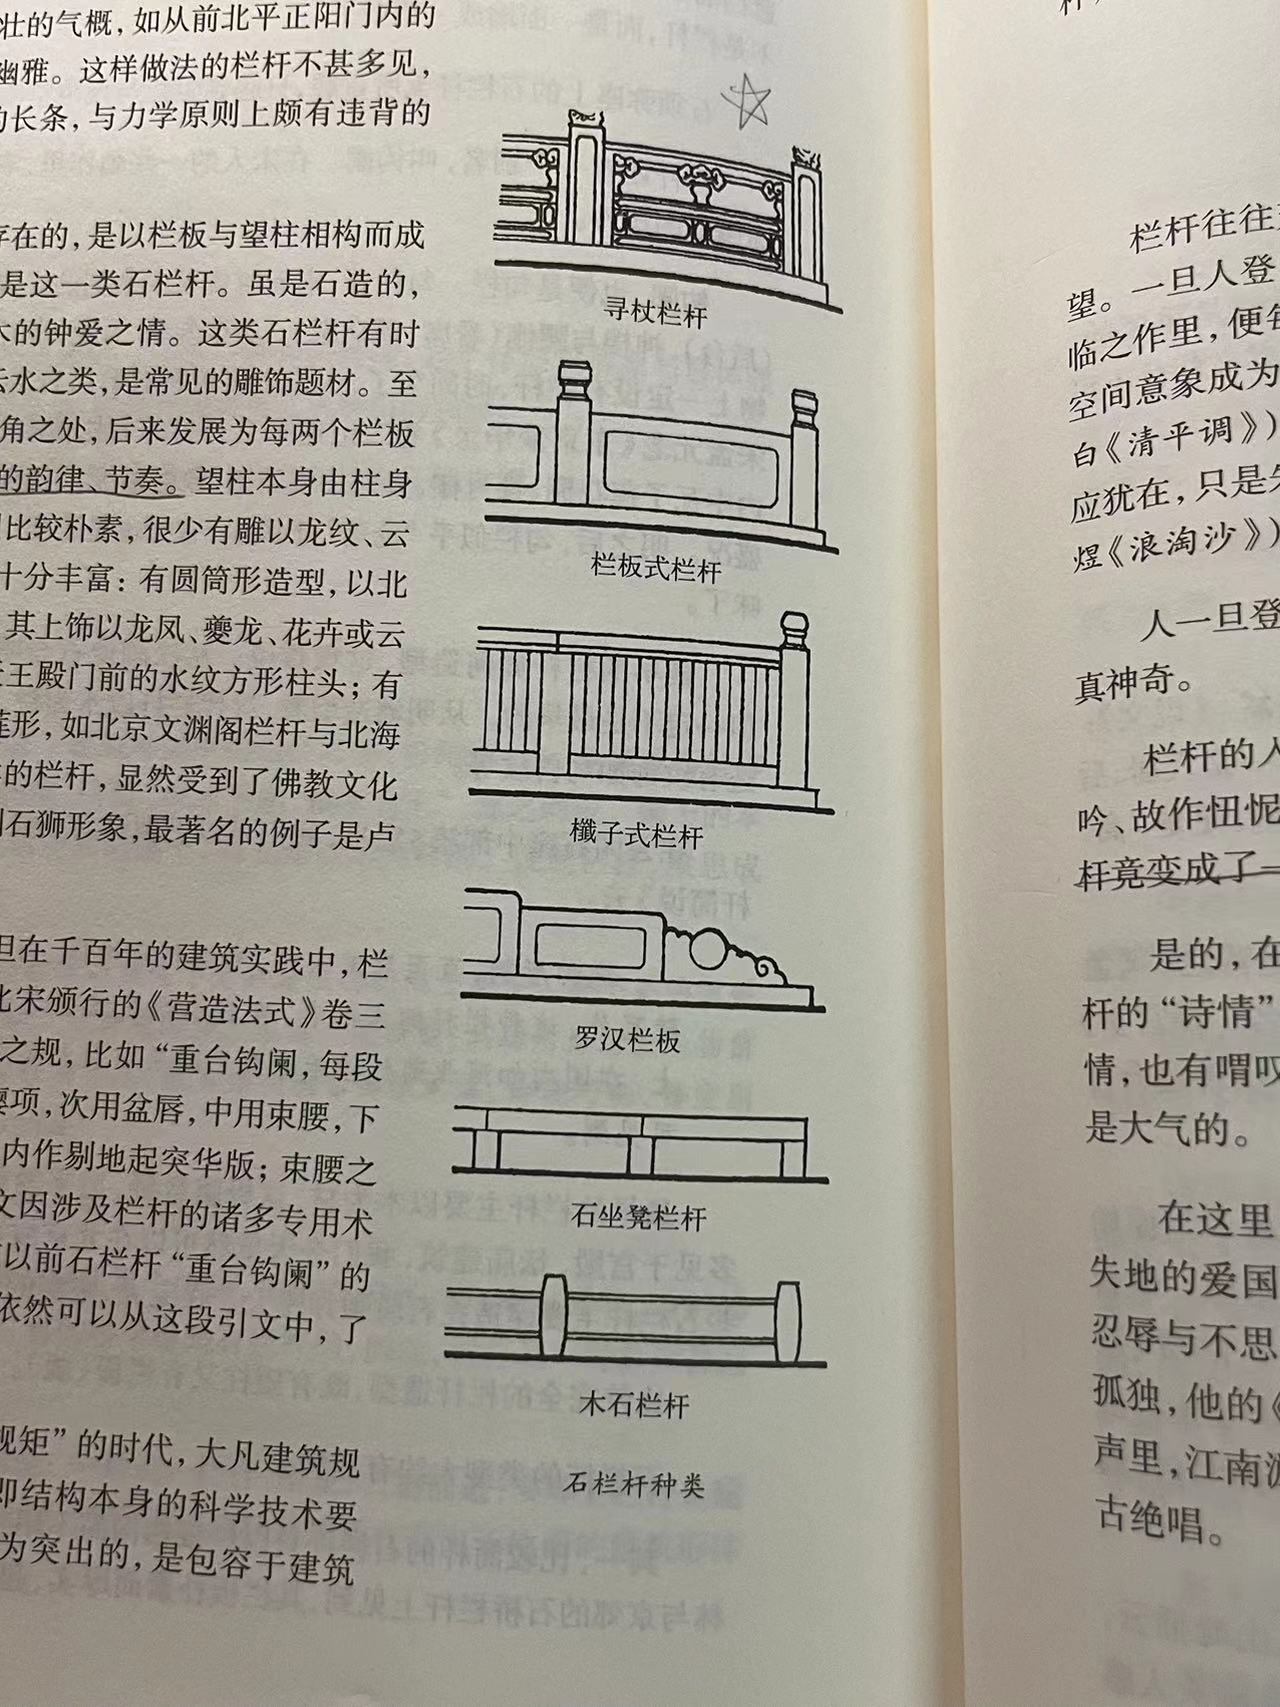 壮的气概，如从前北平正阳门内的
幽雅。这样做法的栏杆不甚多见，
的长条，与力学原则上颇有违背的
存在的，是以栏板与望柱相构而成
是这一类石栏杆。虽是石造的，
木的钟爱之情。这类石栏杆有时
云水之类，是常见的雕饰题材。至
角之处，后来发展为每两个栏板
的韵律、节奏。望柱本身由柱身
比较朴素，很少有雕以龙纹、云
十分丰富：有圆筒形造型，以北
其上饰以龙凤、夔龙、花卉或云
王殿门前的水纹方形柱头；有
莲形，如北京文渊阁栏杆与北海
的栏杆，显然受到了佛教文化
石狮形象，最著名的例子是卢
但在千百年的建筑实践中，栏
北宋颁行的《营造法式》卷三
之规，比如“重台钩阑，每段
瘿项，次用盆唇，中用束腰，下
内作剔地起突华版；束腰之
文因涉及栏杆的诸多专用术
以前石栏杆“重台钩阑”的
依然可以从这段引文中，了
规矩”的时代，大凡建筑规
即结构本身的科学技术要
为突出的，是包容于建筑
寻杖栏杆
栏板式栏杆
櫼子式栏杆
罗汉栏板
石坐凳栏杆
木石栏杆
石栏杆种类
栏杆往往
望。一旦人登
临之作里，便每
空间意象成为
白《清平调》）
应犹在，只是朱
煜《浪淘沙》）
人一旦登
真神奇。
栏杆的人
吟、故作忸怩
杆竟变成了一
是的，在
杆的“诗情”
情，也有喟叹
是大气的。
在这里
失地的爱国
忍辱与不思
孤独，他的《
声里，江南游
古绝唱。